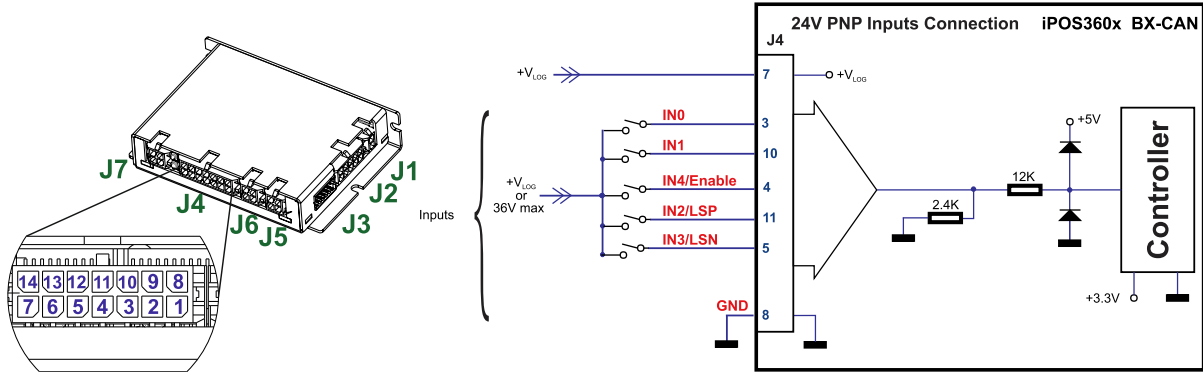 24V PNP Inputs Connection iPOS360x BX-CAN
J4
+VLOG
7
+VLOG
IN0
3
IN1
10
IN4/Enable
4
IN2/LSP
11
IN3/LSN
5
GND
8
+VLOG
or
36V max
Inputs
2.4K
12K
+5V
Controller
+3.3V
J7
J4
J6
J5
J3
J2
J1
14 13 12 11 10 9 8
7 6 5 4 3 2 1